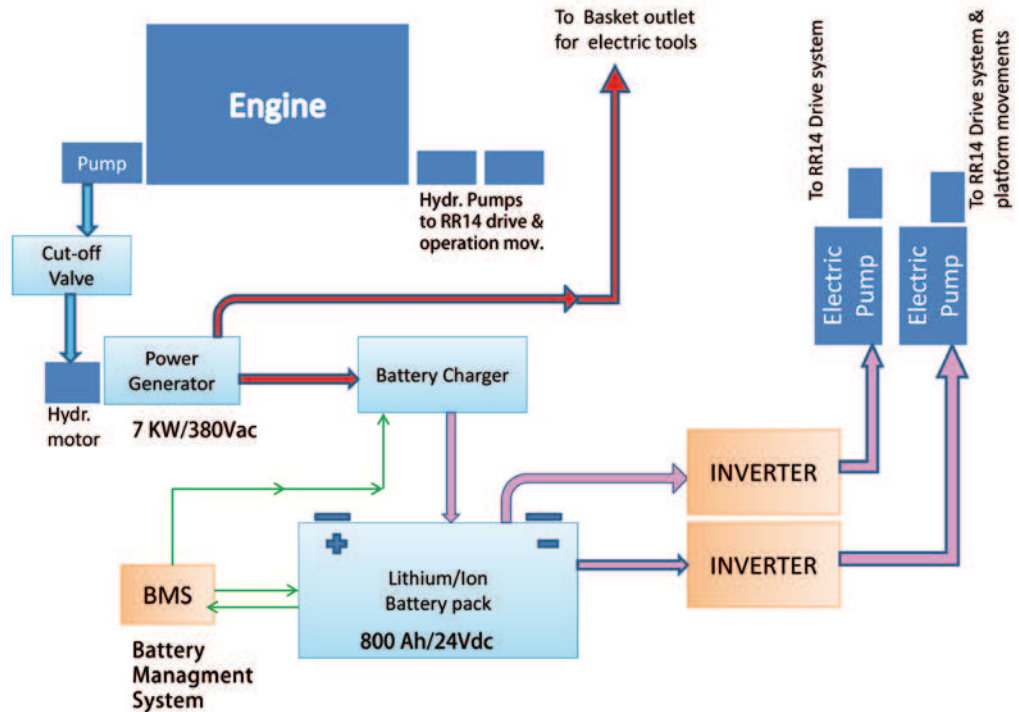 To Basket outlet
for electric tools
Engine
Pump
Hydr. Pumps
to RR14 drive &
operation mov.
To RR14 Drive system
To RR14 Drive system &
platform movements
Cut-off
Valve
Electric
Pump
Electric
Pump
Power
Generator
Battery Charger
Hydr.
motor
7 KW/380Vac
INVERTER
INVERTER
+
-
Lithium/Ion
Battery pack
800 Ah/24Vdc
BMS
Battery
Managment
System